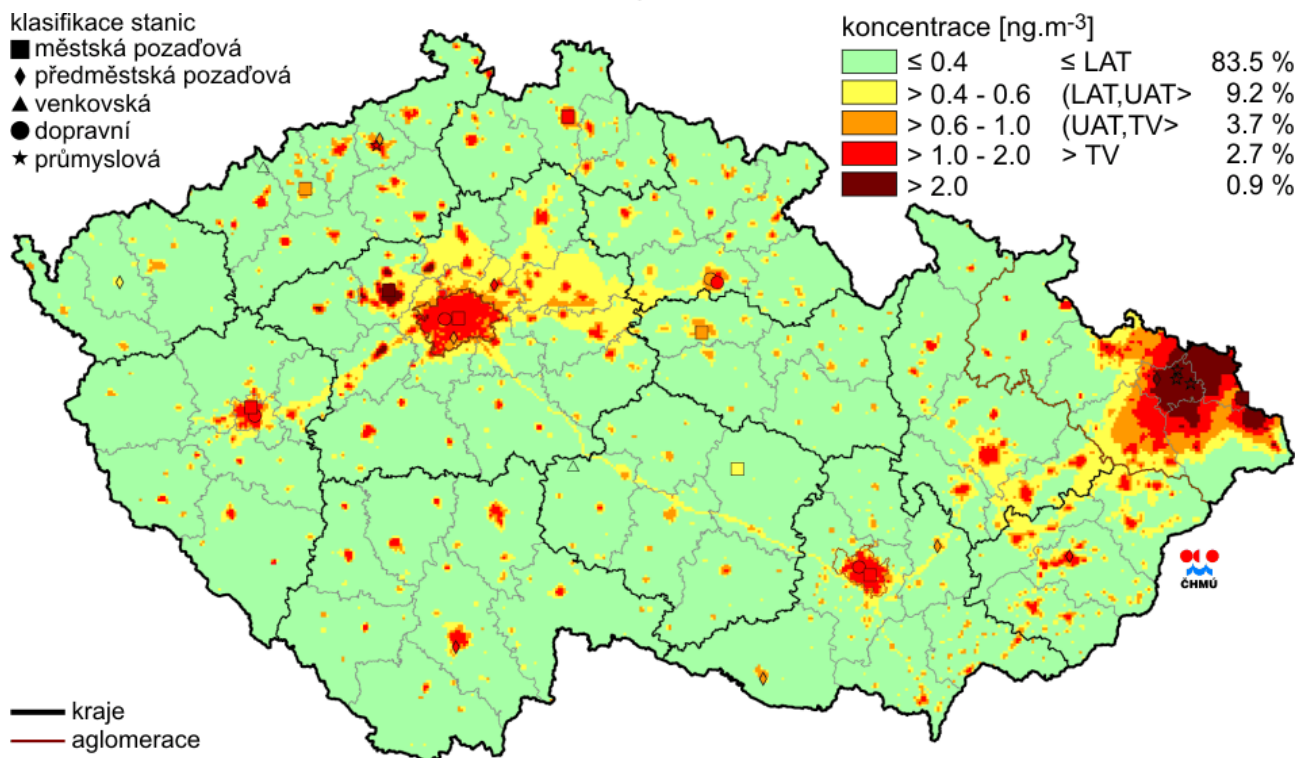 klasifikace stanic
městská pozaďová
předměstská pozaďová
venkovská
dopravní
průmyslová
koncentrace [ng.m-3]
≤ 0.4 ≤ LAT 83.5 %
> 0.4 - 0.6 (LAT,UAT> 9.2 %
> 0.6 - 1.0 (UAT,TV> 3.7 %
> 1.0 - 2.0 > TV 2.7 %
> 2.0 0.9 %
ČHMÚ
kraje
aglomerace